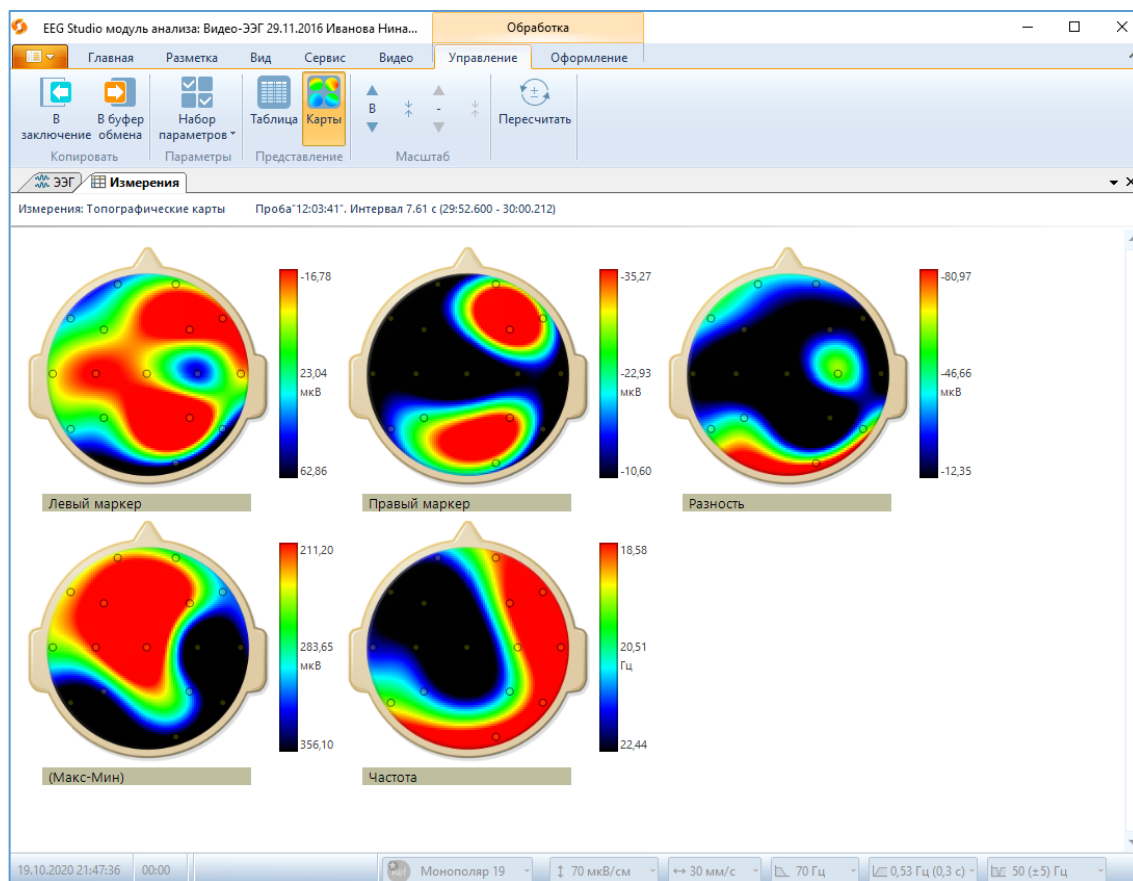 EEG Studio модуль анализа: Видео-ЭЭГ 29.11.2016 Иванова Нина...
Обработка
Главная Разметка Вид Сервис Видео Управление Оформление
В заключение
В буфер обмена
Набор параметров
Таблица
Карты
В
-
Пересчитать
Копировать Параметры Представление Масштаб
ЭЭГ Измерения
Измерения: Топографические карты Проба"12:03:41". Интервал 7.61 с (29:52.600 - 30:00.212)
-16,78
23,04
мкВ
62,86
Левый маркер
-35,27
-22,93
мкВ
-10,60
Правый маркер
-80,97
-46,66
мкВ
-12,35
Разность
211,20
283,65
мкВ
356,10
(Макс-Мин)
18,58
20,51
Гц
22,44
Частота
19.10.2020 21:47:36 00:00 Монополяр 19 70 мкВ/см 30 мм/с 70 Гц 0,53 Гц (0,3 с) 50 (±5) Гц